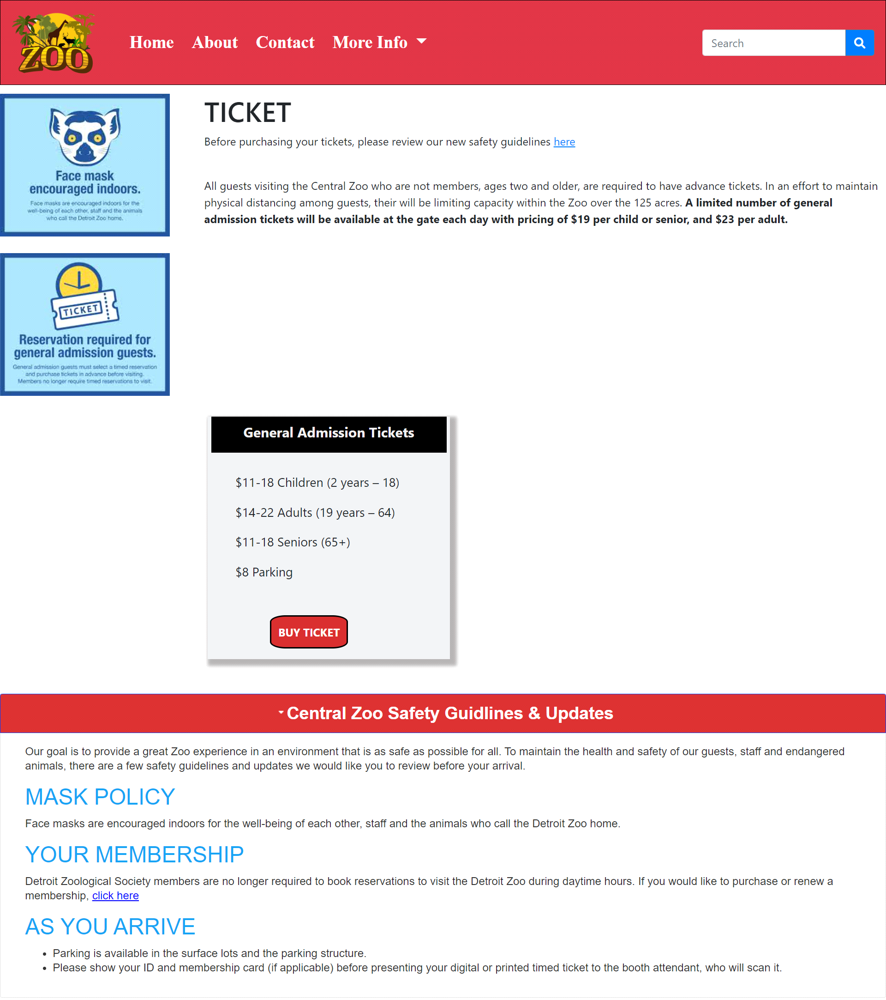 ZOO
Home About Contact More Info
Search
Face mask
encouraged indoors.
Face masks are encouraged indoors for the
well-being of each other, staff and the animals
who call the Detroit Zoo home.
TICKET
Reservation required for
general admission guests.
General admission guests must select a timed reservation
and purchase tickets in advance before visiting.
Members no longer require timed reservations to visit.
TICKET
Before purchasing your tickets, please review our new safety guidelines here
All guests visiting the Central Zoo who are not members, ages two and older, are required to have advance tickets. In an effort to maintain
physical distancing among guests, their will be limiting capacity within the Zoo over the 125 acres. A limited number of general
admission tickets will be available at the gate each day with pricing of $19 per child or senior, and $23 per adult.
General Admission Tickets
$11-18 Children (2 years – 18)
$14-22 Adults (19 years – 64)
$11-18 Seniors (65+)
$8 Parking
BUY TICKET
Central Zoo Safety Guidlines & Updates
Our goal is to provide a great Zoo experience in an environment that is as safe as possible for all. To maintain the health and safety of our guests, staff and endangered
animals, there are a few safety guidelines and updates we would like you to review before your arrival.
MASK POLICY
Face masks are encouraged indoors for the well-being of each other, staff and the animals who call the Detroit Zoo home.
YOUR MEMBERSHIP
Detroit Zoological Society members are no longer required to book reservations to visit the Detroit Zoo during daytime hours. If you would like to purchase or renew a
membership, click here
AS YOU ARRIVE
• Parking is available in the surface lots and the parking structure.
• Please show your ID and membership card (if applicable) before presenting your digital or printed timed ticket to the booth attendant, who will scan it.